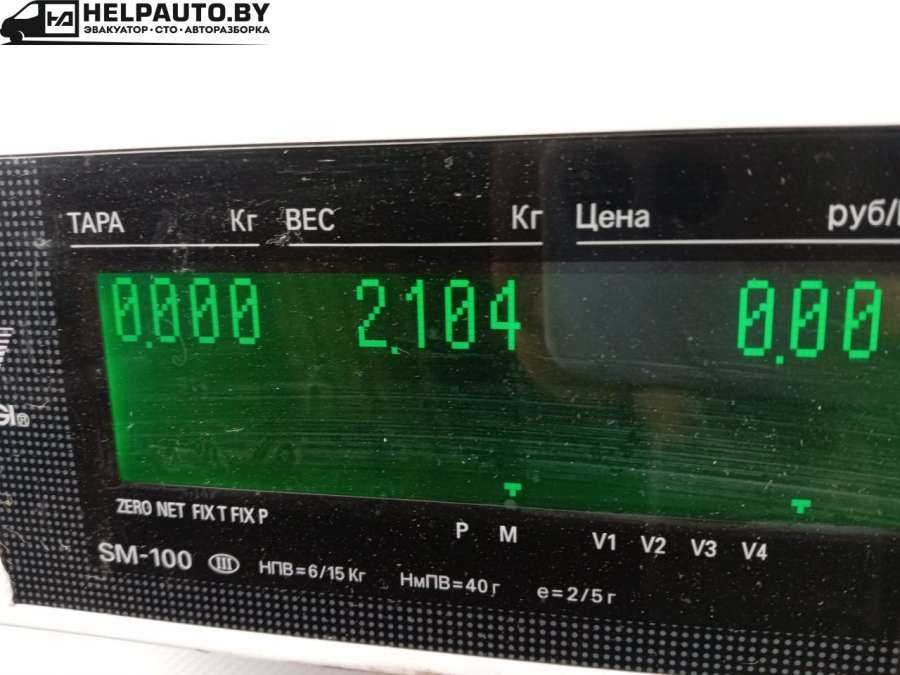 HELPAUTO.BY
ЭВАКУАТОР • СТО • АВТОРАЗБОРКА
ТАРА Кг ВЕС Кг Цена руб/
0.000 2.104 0.00
ZERO NET FIX T FIX P
P M V1 V2 V3 V4
SM-100 III НПВ=6/15 Кг НмПВ=40 г e=2/5 г